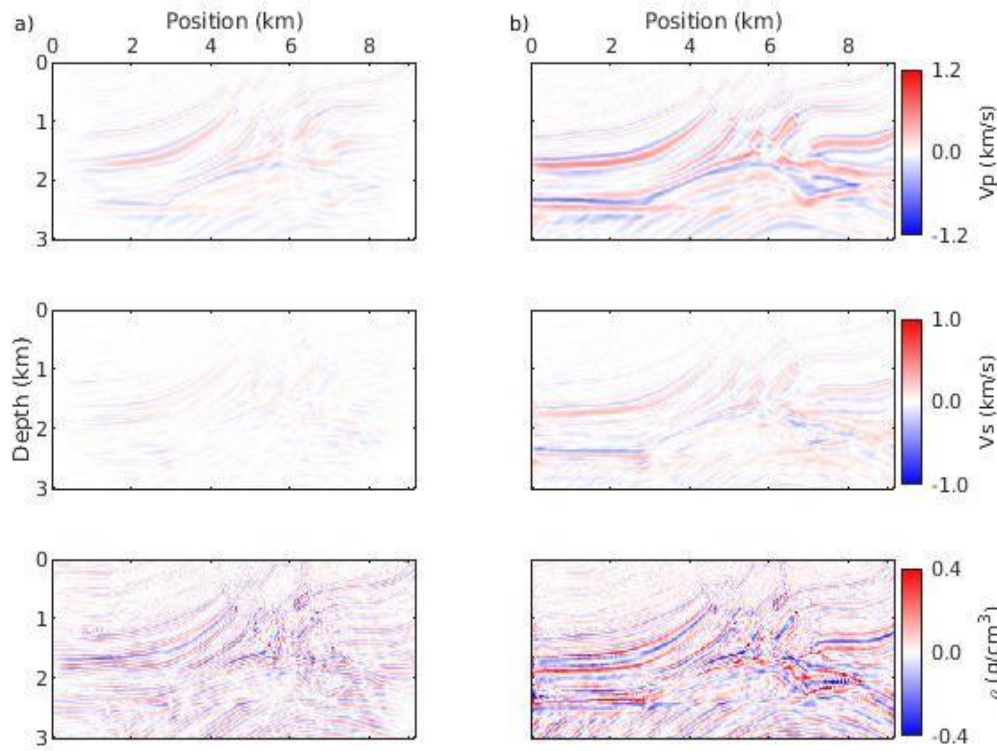 a) Position (km) b) Position (km)
0 2 4 6 8 0 2 4 6 8
0 1.2
1 0.0 Vp (km/s)
2
3 -1.2
0 1.0
1 0.0 Vs (km/s)
Depth (km)
2
3 -1.0
0 0.4
1 0.0 ρ (g/cm³)
2
3 -0.4